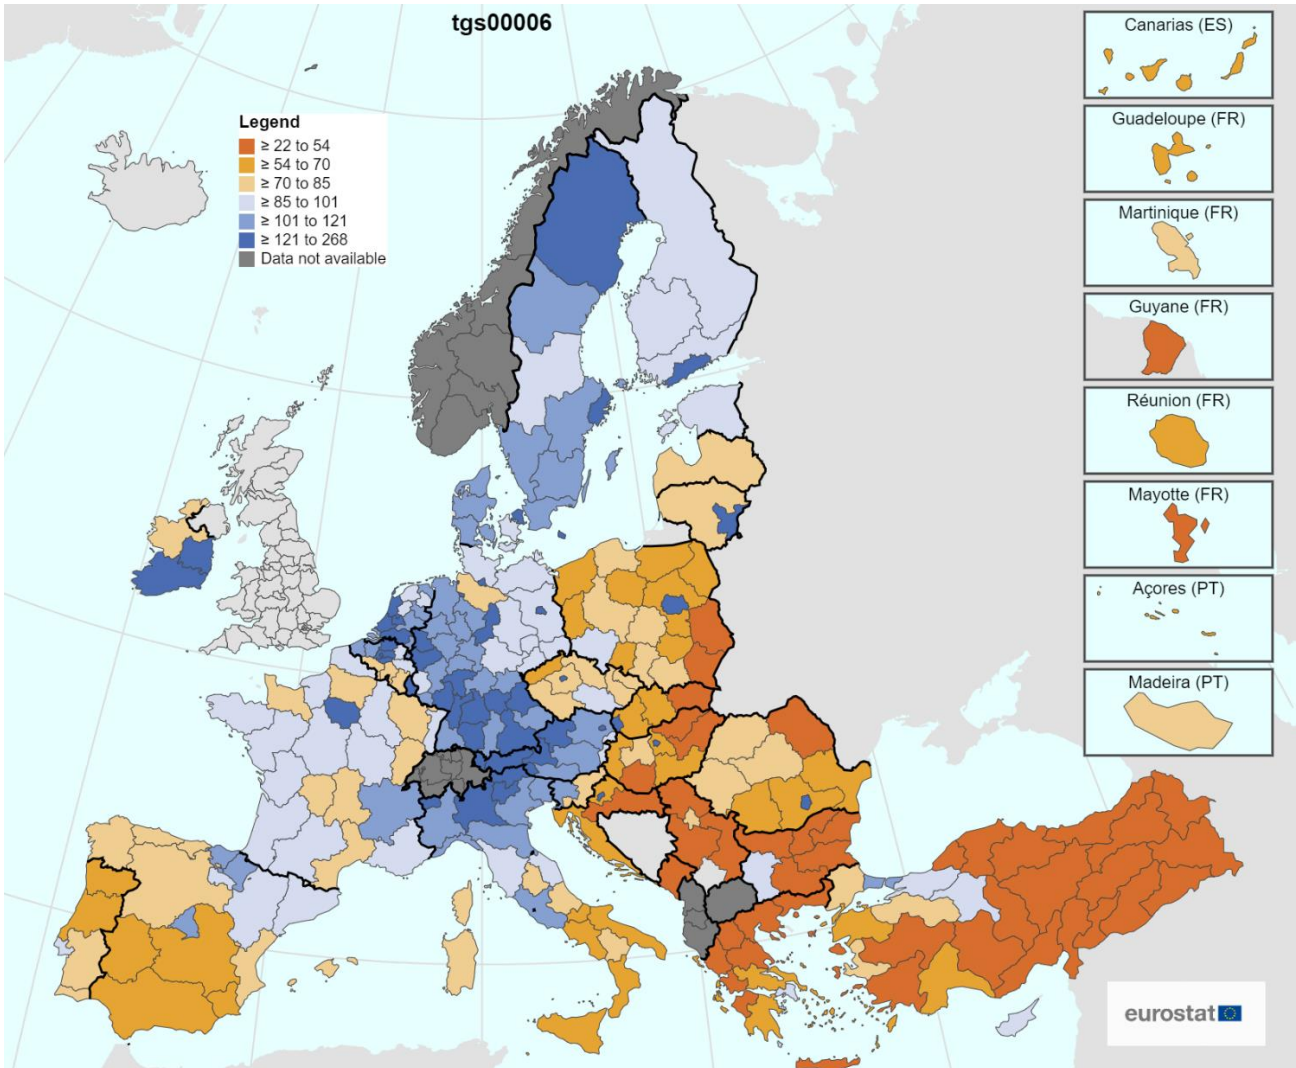 tgs00006
Legend
≥ 22 to 54
≥ 54 to 70
≥ 70 to 85
≥ 85 to 101
≥ 101 to 121
≥ 121 to 268
Data not available
Canarias (ES)
Guadeloupe (FR)
Martinique (FR)
Guyane (FR)
Réunion (FR)
Mayotte (FR)
Açores (PT)
Madeira (PT)
eurostat